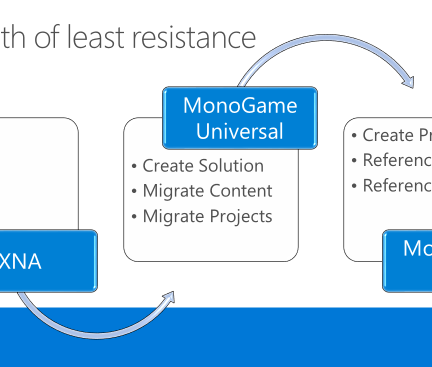 th of least resistance
MonoGame
Universal
• Create Solution
• Migrate Content
• Migrate Projects
XNA
• Create Pr
• Referenc
• Referenc
Mo